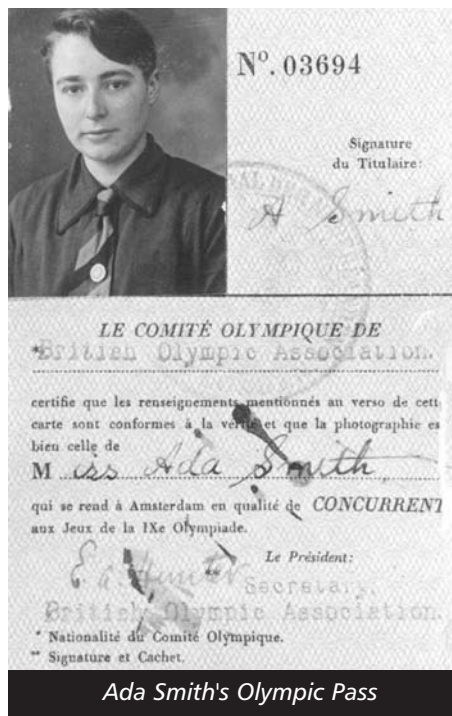 Nº. 03694
Signature
du Titulaire:
A Smith
LE COMITÉ OLYMPIQUE DE
*British Olympic Association.
certifie que les renseignements mentionnés au verso de cett
carte sont conformes à la vérité et que la photographie es
bien celle de
Miss Ada Smith
qui se rend à Amsterdam en qualité de CONCURRENT
aux Jeux de la IXe Olympiade.
Le Président:
E A Hunter ** Secretary,
British Olympic Association.
* Nationalité du Comité Olympique.
** Signature et Cachet.
Ada Smith's Olympic Pass